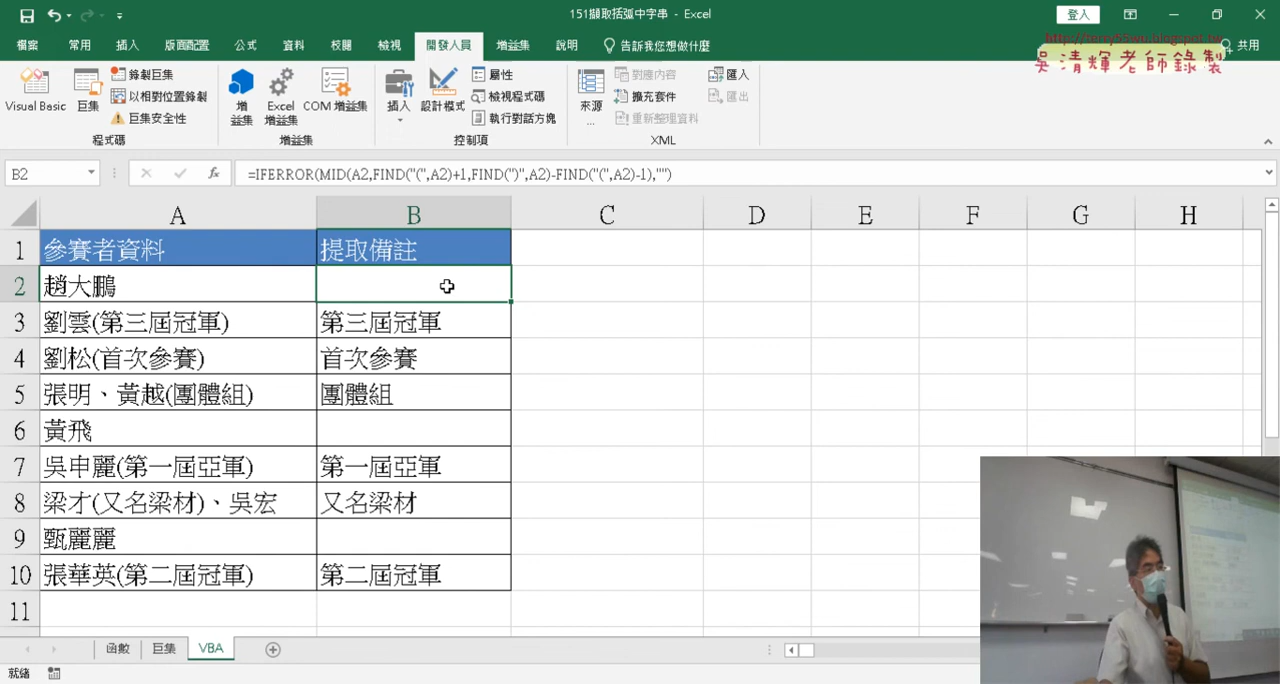 151擷取括弧中字串 - Excel
登入
檔案 常用 插入 版面配置 公式 資料 校閱 檢視 開發人員 增益集 說明 告訴我您想做什麼 共用
http://terry55wu.blogspot.tw
吳清輝老師錄製
Visual Basic 巨集 錄製巨集 以相對位置錄製 巨集安全性
程式碼
增益集 Excel 增益集 COM 增益集
增益集
插入 設計模式 屬性 檢視程式碼 執行對話方塊
控制項
來源... 對應內容 擴充套件 重新整理資料 匯入 匯出
XML
B2 fx =IFERROR(MID(A2,FIND("(",A2)+1,FIND(")",A2)-FIND("(",A2)-1),"")
A B C D E F G H
1 參賽者資料 提取備註
2 趙大鵬
3 劉雲(第三屆冠軍) 第三屆冠軍
4 劉松(首次參賽) 首次參賽
5 張明、黃越(團體組) 團體組
6 黃飛
7 吳申麗(第一屆亞軍) 第一屆亞軍
8 梁才(又名梁材)、吳宏 又名梁材
9 甄麗麗
10 張華英(第二屆冠軍) 第二屆冠軍
11
函數 巨集 VBA
就緒